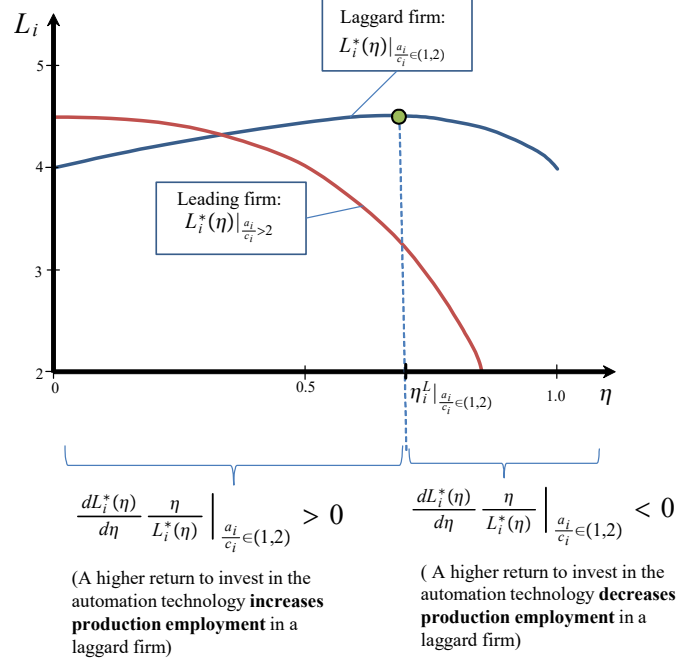 L_i
Laggard firm:
L_i^*(η)|_{a_i/c_i ∈(1,2)}
5
4
Leading firm:
L_i^*(η)|_{a_i/c_i >2}
3
2
0
0.5
η_i^L|_{a_i/c_i ∈(1,2)}
1.0
η
dL_i^*(η)/dη η/L_i^*(η) |_{a_i/c_i ∈(1,2)} > 0
dL_i^*(η)/dη η/L_i^*(η) |_{a_i/c_i ∈(1,2)} < 0
(A higher return to invest in the
automation technology increases
production employment in a
laggard firm)
( A higher return to invest in the
automation technology decreases
production employment in a
laggard firm)